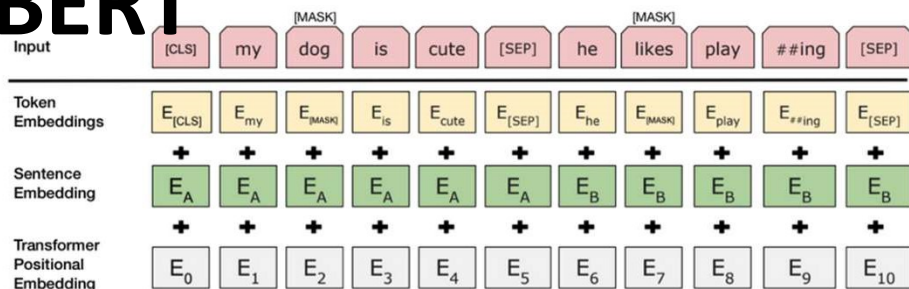 BERT
[MASK] [MASK]
Input [CLS] my dog is cute [SEP] he likes play ##ing [SEP]
Token
Embeddings
E[CLS] Emy E[MASK] Eis Ecute E[SEP] Ehe E[MASK] Eplay E##ing E[SEP]
+ + + + + + + + + + +
Sentence
Embedding
EA EA EA EA EA EA EB EB EB EB EB
+ + + + + + + + + + +
Transformer
Positional
Embedding
E0 E1 E2 E3 E4 E5 E6 E7 E8 E9 E10